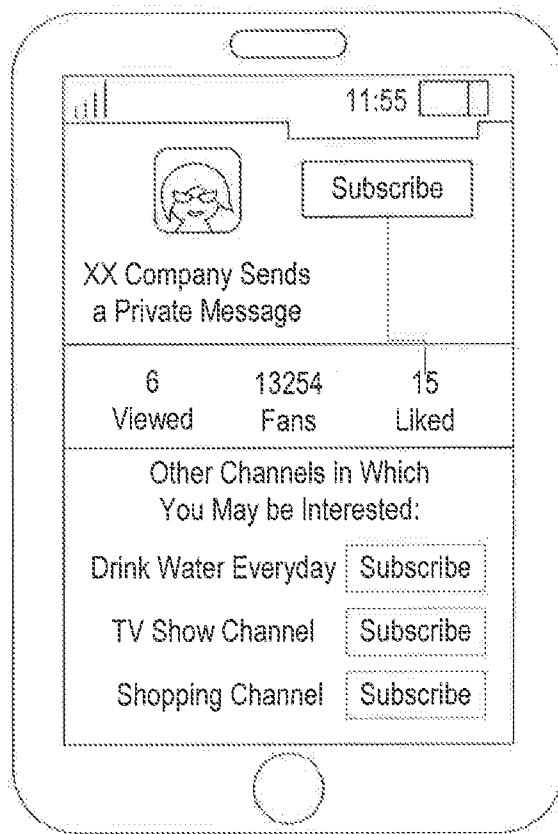 11:55
Subscribe
XX Company Sends
a Private Message
6 13254 15
Viewed Fans Liked
Other Channels in Which
You May be Interested:
Drink Water Everyday Subscribe
TV Show Channel Subscribe
Shopping Channel Subscribe